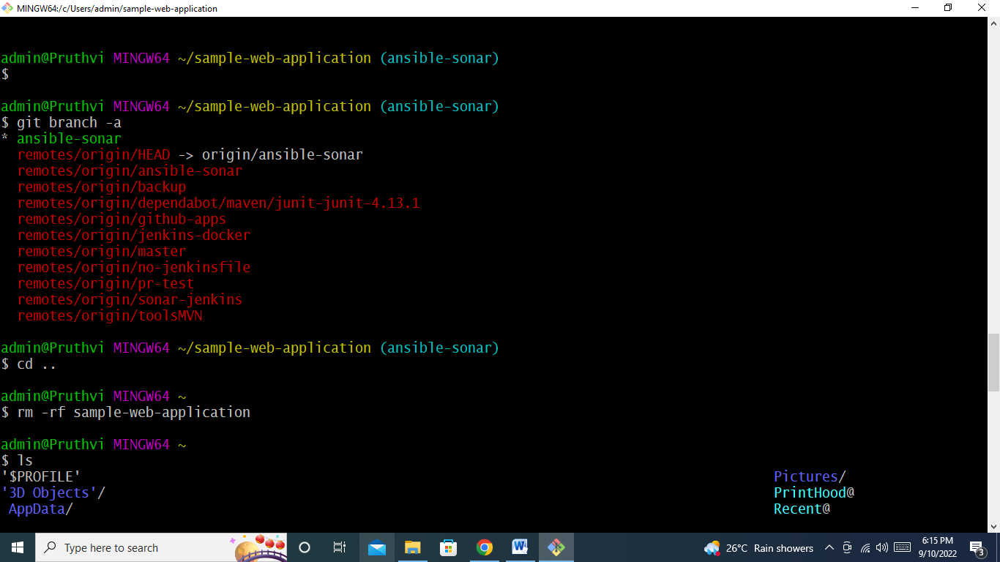 MINGW64:/c/Users/admin/sample-web-application
admin@Pruthvi MINGW64 ~/sample-web-application (ansible-sonar)
$
admin@Pruthvi MINGW64 ~/sample-web-application (ansible-sonar)
$ git branch -a
* ansible-sonar
remotes/origin/HEAD -> origin/ansible-sonar
remotes/origin/ansible-sonar
remotes/origin/backup
remotes/origin/dependabot/maven/junit-junit-4.13.1
remotes/origin/github-apps
remotes/origin/jenkins-docker
remotes/origin/master
remotes/origin/no-jenkinsfile
remotes/origin/pr-test
remotes/origin/sonar-jenkins
remotes/origin/toolsMVN
admin@Pruthvi MINGW64 ~/sample-web-application (ansible-sonar)
$ cd ..
admin@Pruthvi MINGW64 ~
$ rm -rf sample-web-application
admin@Pruthvi MINGW64 ~
$ ls
'$PROFILE' Pictures/
'3D Objects'/ PrintHood@
AppData/ Recent@
Type here to search
26°C Rain showers
6:15 PM
9/10/2022
3